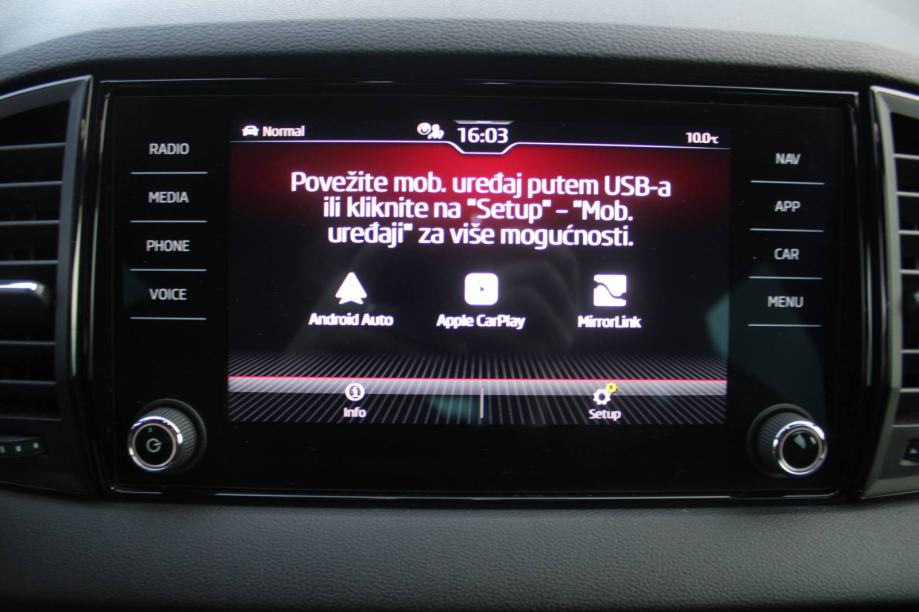 Normal
16:03
10.0°C
RADIO
MEDIA
PHONE
VOICE
Povežite mob. uređaj putem USB-a
ili kliknite na "Setup" - "Mob.
uređaji" za više mogućnosti.
Android Auto
Apple CarPlay
MirrorLink
Info
Setup
NAV
APP
CAR
MENU